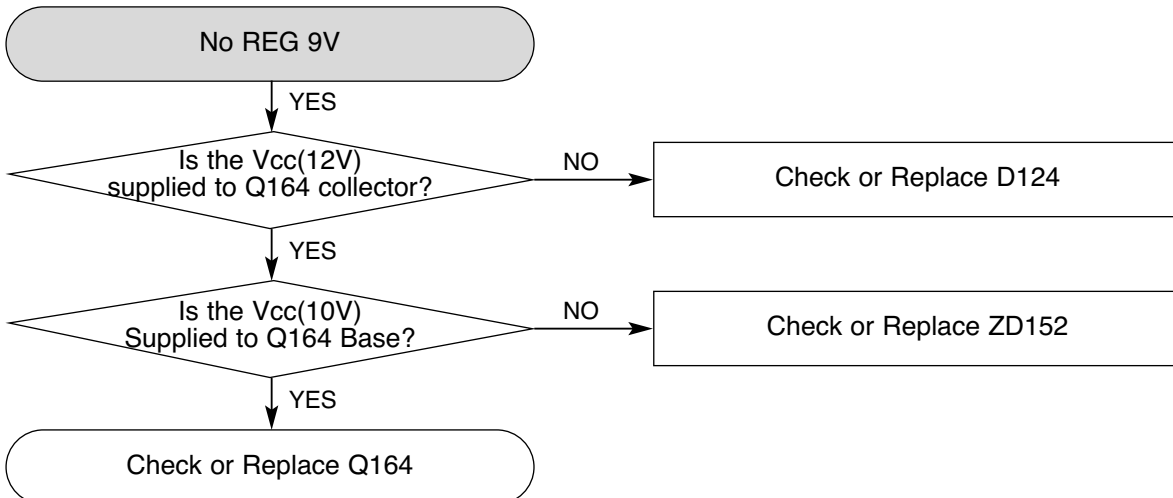 No REG 9V
YES
Is the Vcc(12V)
supplied to Q164 collector?
NO
Check or Replace D124
YES
Is the Vcc(10V)
Supplied to Q164 Base?
NO
Check or Replace ZD152
YES
Check or Replace Q164